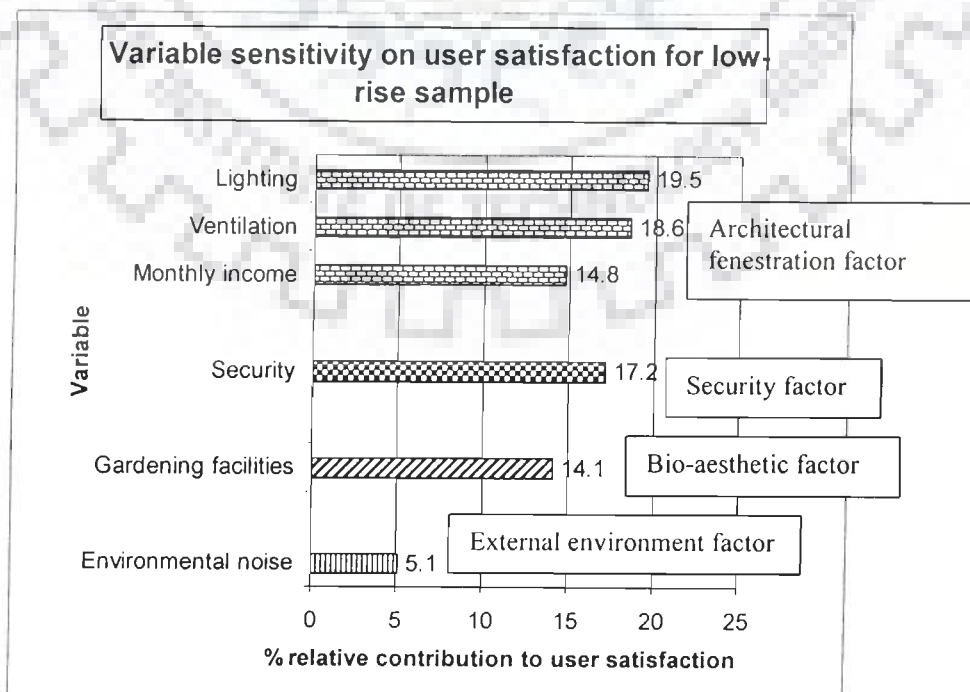 Variable sensitivity on user satisfaction for low-
rise sample
Lighting
19.5
Ventilation
18.6
Monthly income
14.8
Architectural
fenestration factor
Variable
Security
17.2
Security factor
Gardening facilities
14.1
Bio-aesthetic factor
Environmental noise
5.1
External environment factor
0 5 10 15 20 25
% relative contribution to user satisfaction